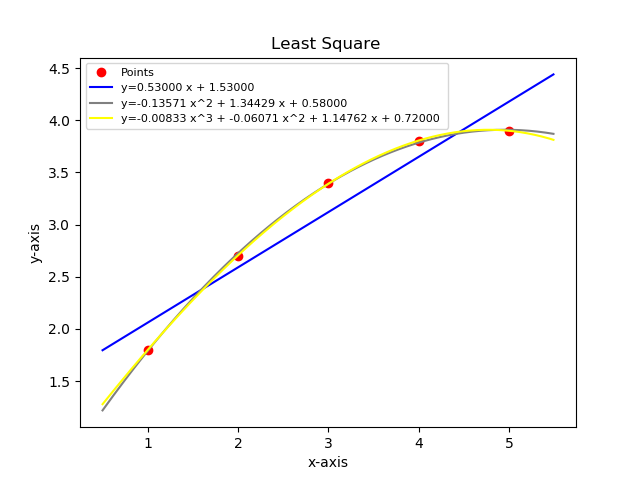 Least Square
Points
y=0.53000 x + 1.53000
y=-0.13571 x^2 + 1.34429 x + 0.58000
y=-0.00833 x^3 + -0.06071 x^2 + 1.14762 x + 0.72000
4.5
4.0
3.5
3.0
2.5
2.0
1.5
y-axis
1 2 3 4 5
x-axis